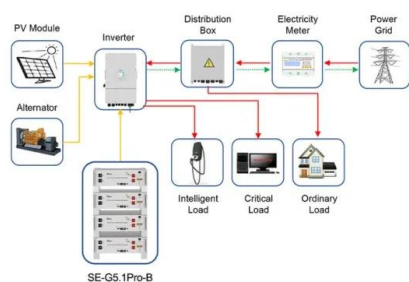 PV Module
Inverter
Distribution
Box
Electricity
Meter
Power
Grid
Alternator
Intelligent
Load
Critical
Load
Ordinary
Load
SE-G5.1Pro-B